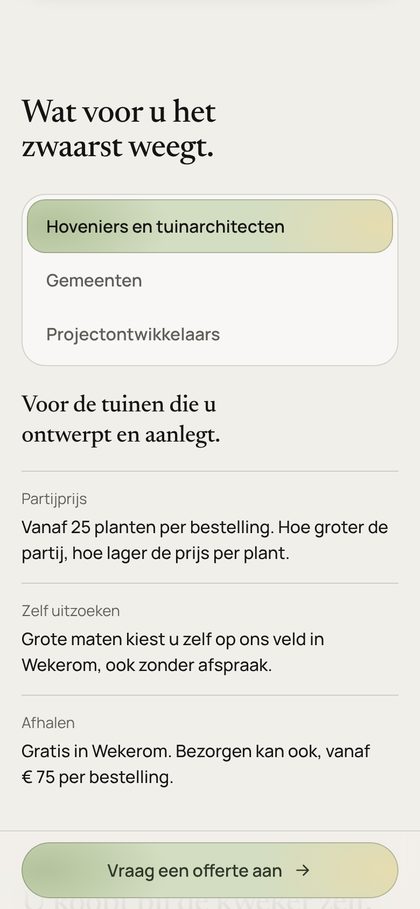 Wat voor u het
zwaarst weegt.
Hoveniers en tuinarchitecten
Gemeenten
Projectontwikkelaars
Voor de tuinen die u
ontwerpt en aanlegt.
Partijprijs
Vanaf 25 planten per bestelling. Hoe groter de
partij, hoe lager de prijs per plant.
Zelf uitzoeken
Grote maten kiest u zelf op ons veld in
Wekerom, ook zonder afspraak.
Afhalen
Gratis in Wekerom. Bezorgen kan ook, vanaf
€ 75 per bestelling.
Vraag een offerte aan →